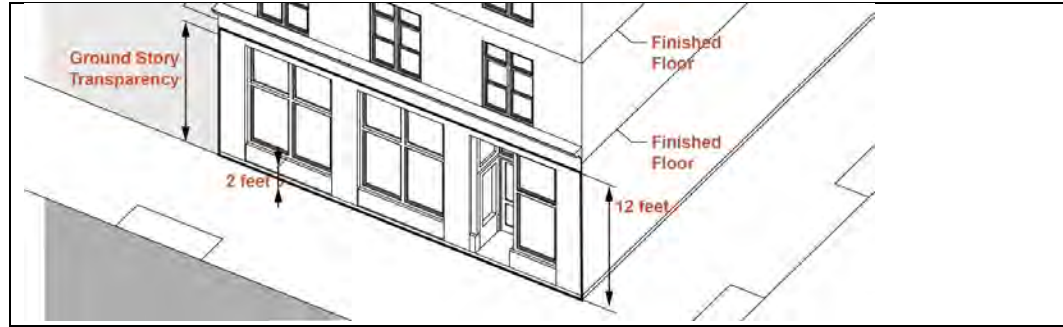 Ground Story
Transparency
Finished
Floor
Finished
Floor
2 feet
12 feet